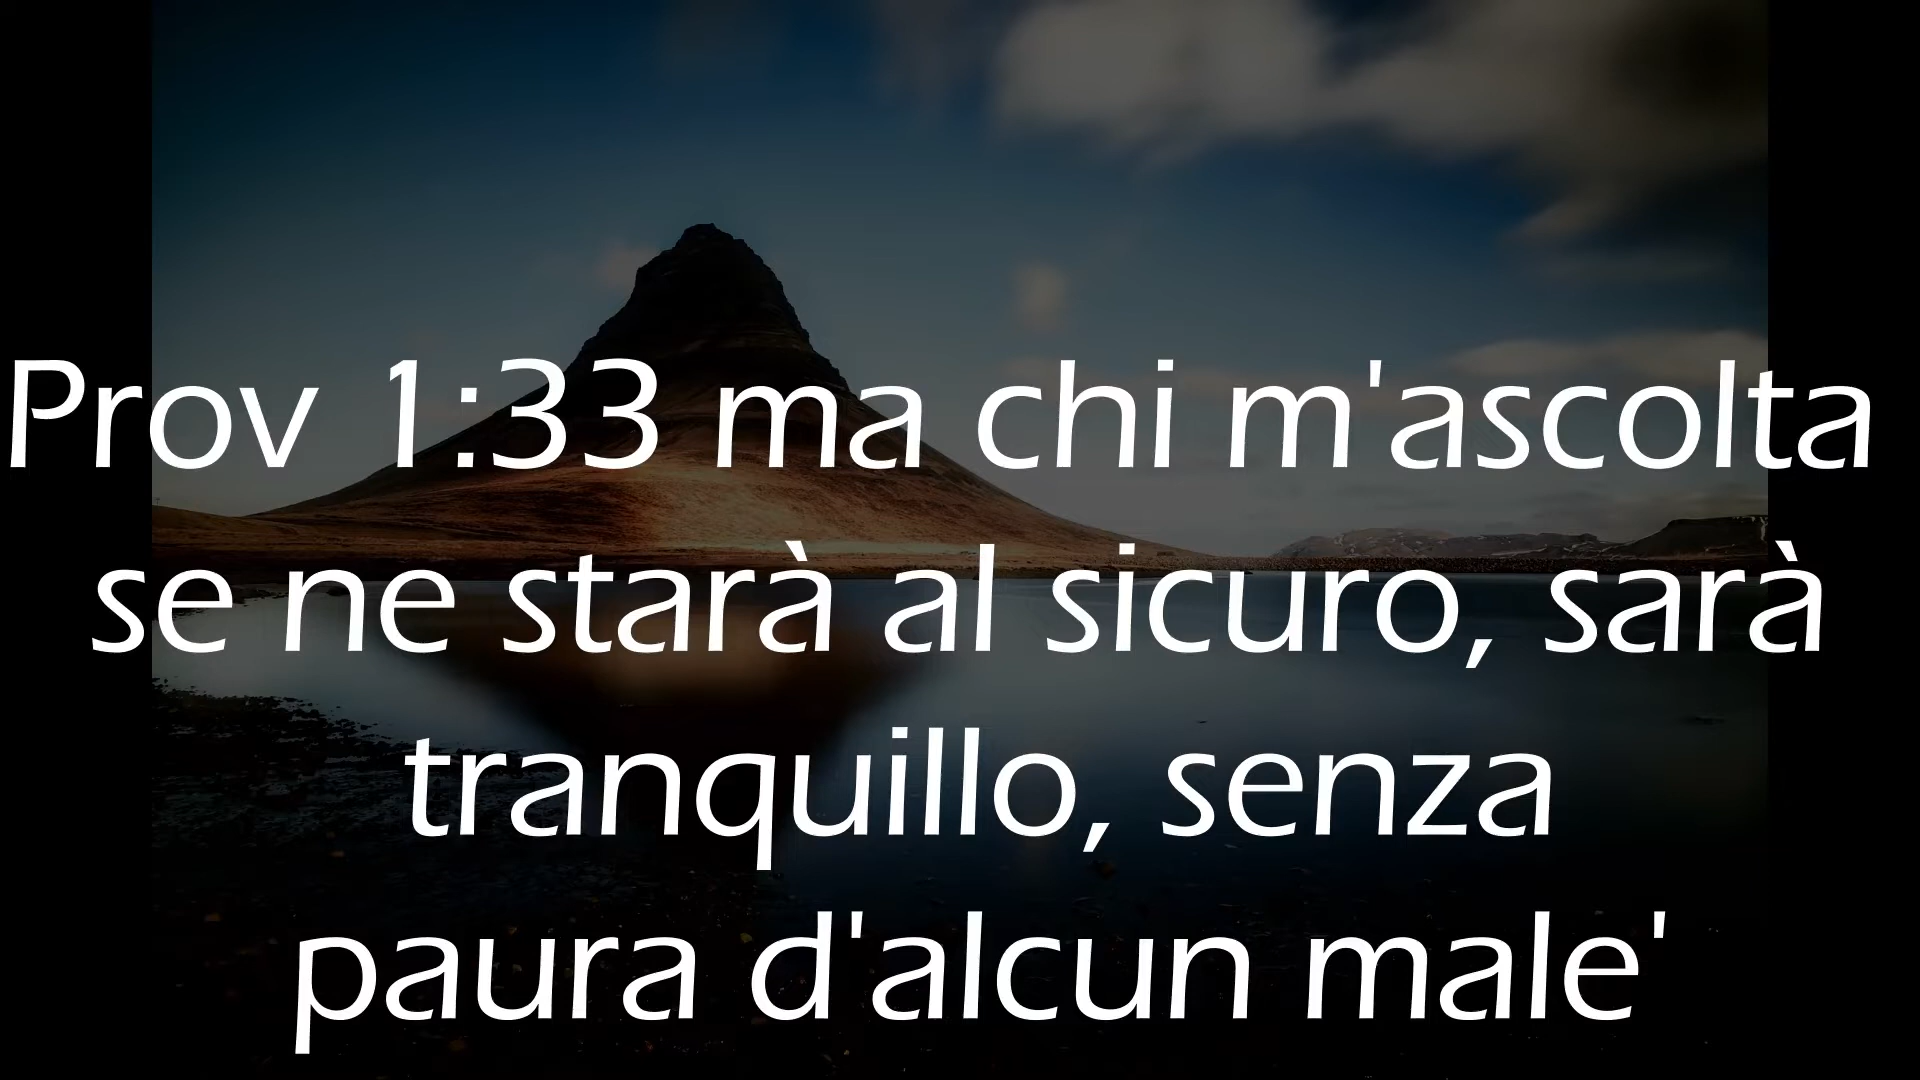 Prov 1:33 ma chi m'ascolta
se ne starà al sicuro, sarà
tranquillo, senza
paura d'alcun male'